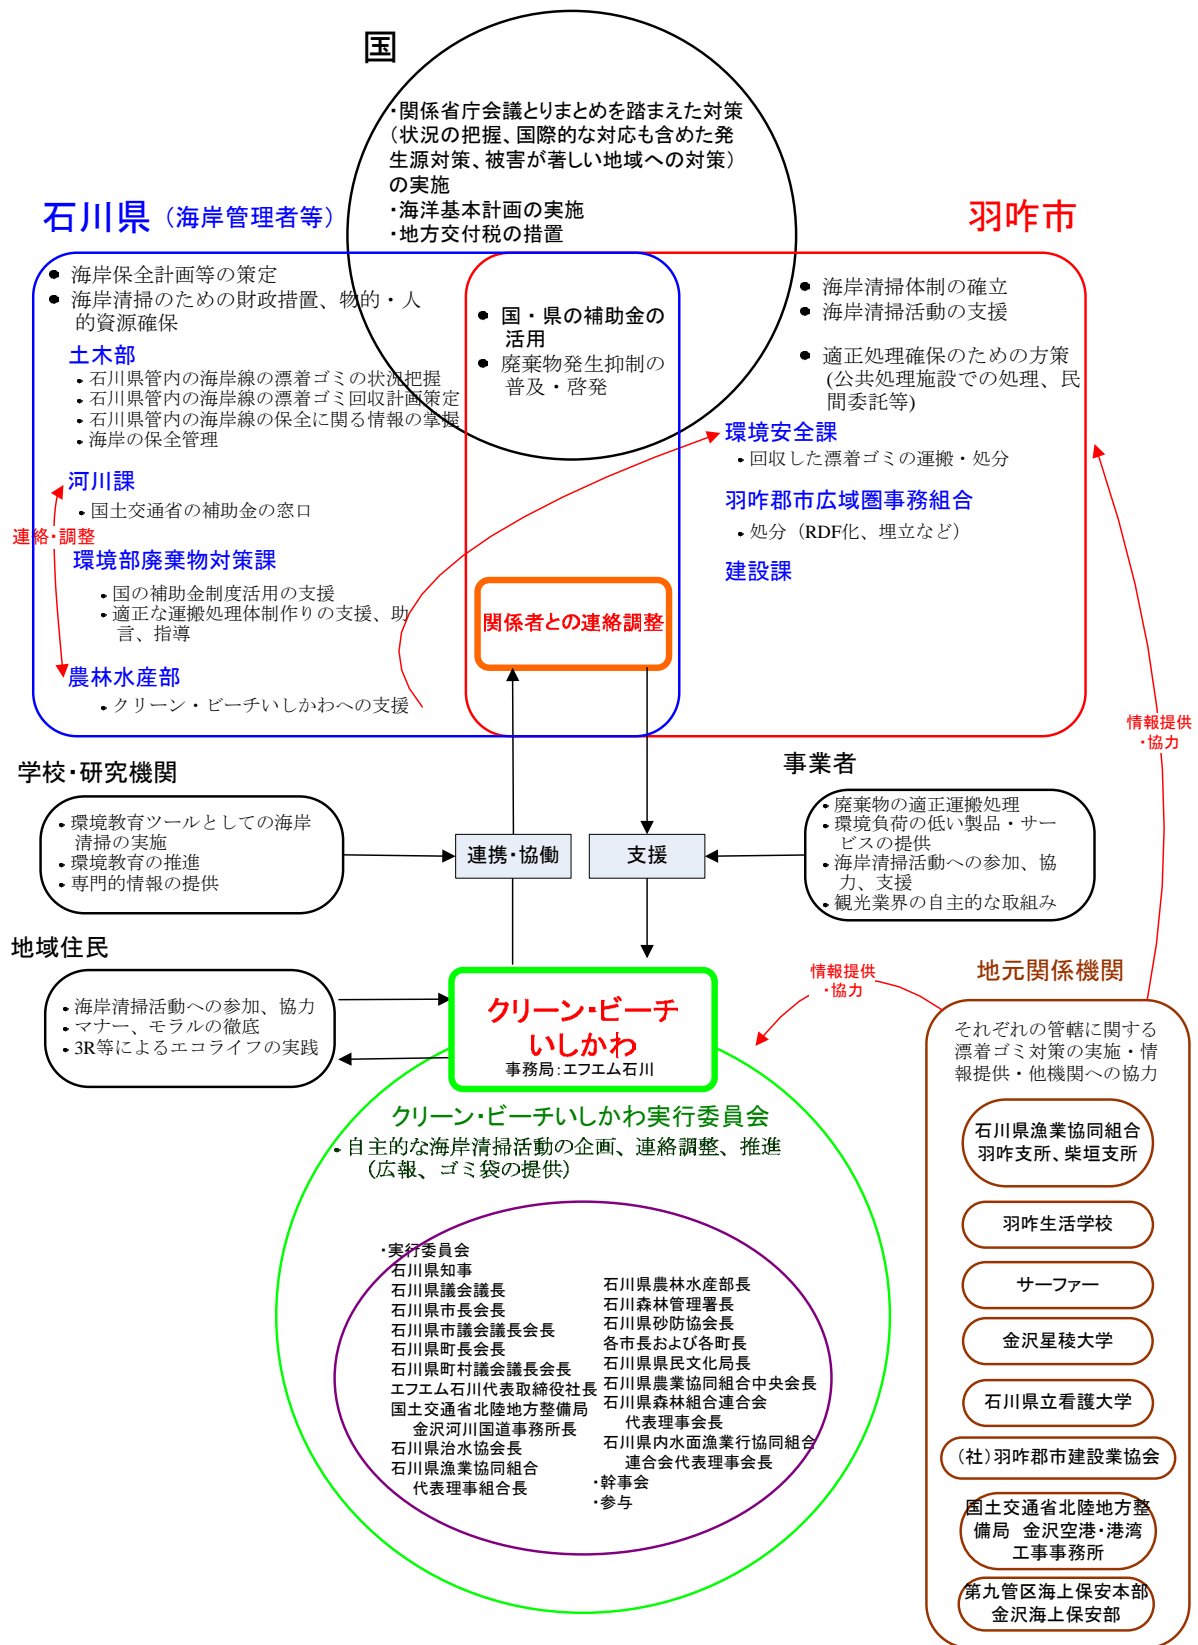 国
・関係省庁会議とりまとめを踏まえた対策
（状況の把握、国際的な対応も含めた発
生源対策、被害が著しい地域への対策）
の実施
・海洋基本計画の実施
・地方交付税の措置
石川県（海岸管理者等）
羽咋市
● 海岸保全計画等の策定
● 海岸清掃のための財政措置、物的・人
的資源確保
土木部
・石川県管内の海岸線の漂着ゴミの状況把握
・石川県管内の海岸線の漂着ゴミ回収計画策定
・石川県管内の海岸線の保全に関る情報の掌握
・海岸の保全管理
河川課
・国土交通省の補助金の窓口
連絡・調整
環境部廃棄物対策課
・国の補助金制度活用の支援
・適正な運搬処理体制作りの支援、助
言、指導
農林水産部
・クリーン・ビーチいしかわへの支援
● 国・県の補助金の
活用
● 廃棄物発生抑制の
普及・啓発
関係者との連絡調整
● 海岸清掃体制の確立
● 海岸清掃活動の支援
● 適正処理確保のための方策
(公共処理施設での処理、民
間委託等)
環境安全課
・回収した漂着ゴミの運搬・処分
羽咋郡市広域圏事務組合
・処分（RDF化、埋立など）
建設課
情報提供
・協力
学校・研究機関
・環境教育ツールとしての海岸
清掃の実施
・環境教育の推進
・専門的情報の提供
連携・協働
支援
事業者
・廃棄物の適正運搬処理
・環境負荷の低い製品・サー
ビスの提供
・海岸清掃活動への参加、協
力、支援
・観光業界の自主的な取組み
地域住民
・海岸清掃活動への参加、協力
・マナー、モラルの徹底
・3R等によるエコライフの実践
クリーン・ビーチ
いしかわ
事務局：エフエム石川
情報提供
・協力
クリーン・ビーチいしかわ実行委員会
・自主的な海岸清掃活動の企画、連絡調整、推進
（広報、ゴミ袋の提供）
・実行委員会
石川県知事
石川県議会議長
石川県市長会長
石川県市議会議長会長
石川県町長会長
石川県町村議会議長会長
エフエム石川代表取締役社長
国土交通省北陸地方整備局
金沢河川国道事務所長
石川県治水協会長
石川県漁業協同組合
代表理事組合長
石川県農林水産部長
石川森林管理署長
石川県砂防協会長
各市長および各町長
石川県県民文化局長
石川県農業協同組合中央会長
石川県森林組合連合会
代表理事会長
石川県内水面漁業行協同組合
連合会代表理事会長
・幹事会
・参与
地元関係機関
それぞれの管轄に関する
漂着ゴミ対策の実施・情
報提供・他機関への協力
石川県漁業協同組合
羽咋支所、柴垣支所
羽咋生活学校
サーファー
金沢星稜大学
石川県立看護大学
（社）羽咋郡市建設業協会
国土交通省北陸地方整
備局　金沢空港・港湾
工事事務所
第九管区海上保安本部
金沢海上保安部